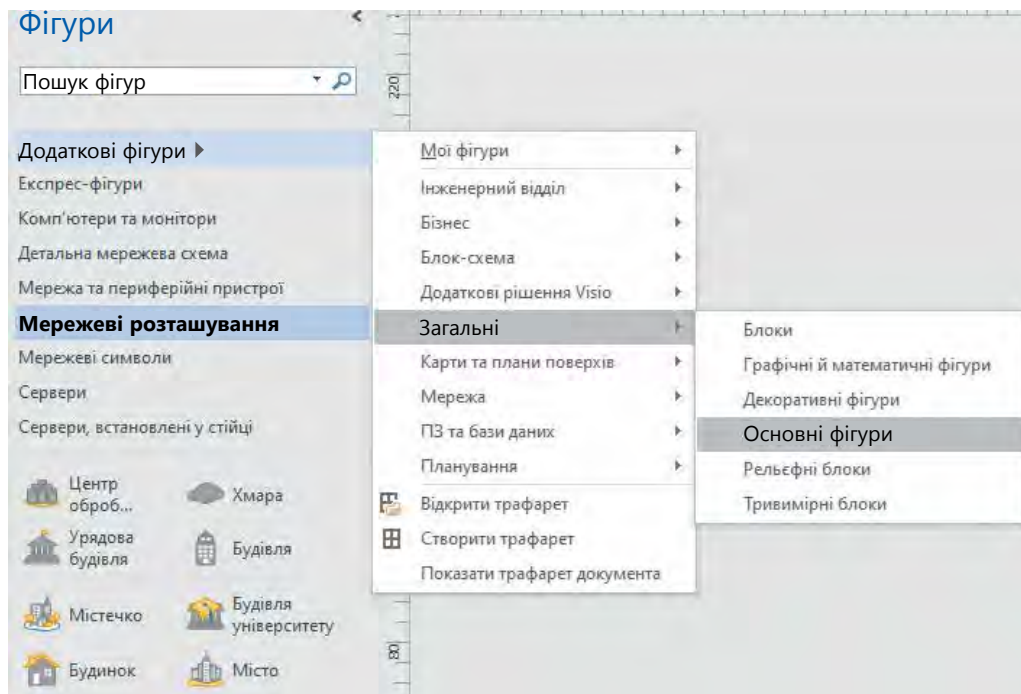 Фігури
Пошук фігур
220
Додаткові фігури
Експрес-фігури
Комп'ютери та монітори
Детальна мережева схема
Мережа та периферійні пристрої
Мережеві розташування
Мережеві символи
Сервери
Сервери, встановлені у стійці
Центр
оброб...
Хмара
Урядова
будівля
Будівля
Містечко
Будівля
університету
Будинок
Місто
80
Мої фігури
Інженерний відділ
Бізнес
Блок-схема
Додаткові рішення Visio
Загальні
Карти та плани поверхів
Мережа
ПЗ та бази даних
Планування
Відкрити трафарет
Створити трафарет
Показати трафарет документа
Блоки
Графічні й математичні фігури
Декоративні фігури
Основні фігури
Рельєфні блоки
Тривимірні блоки